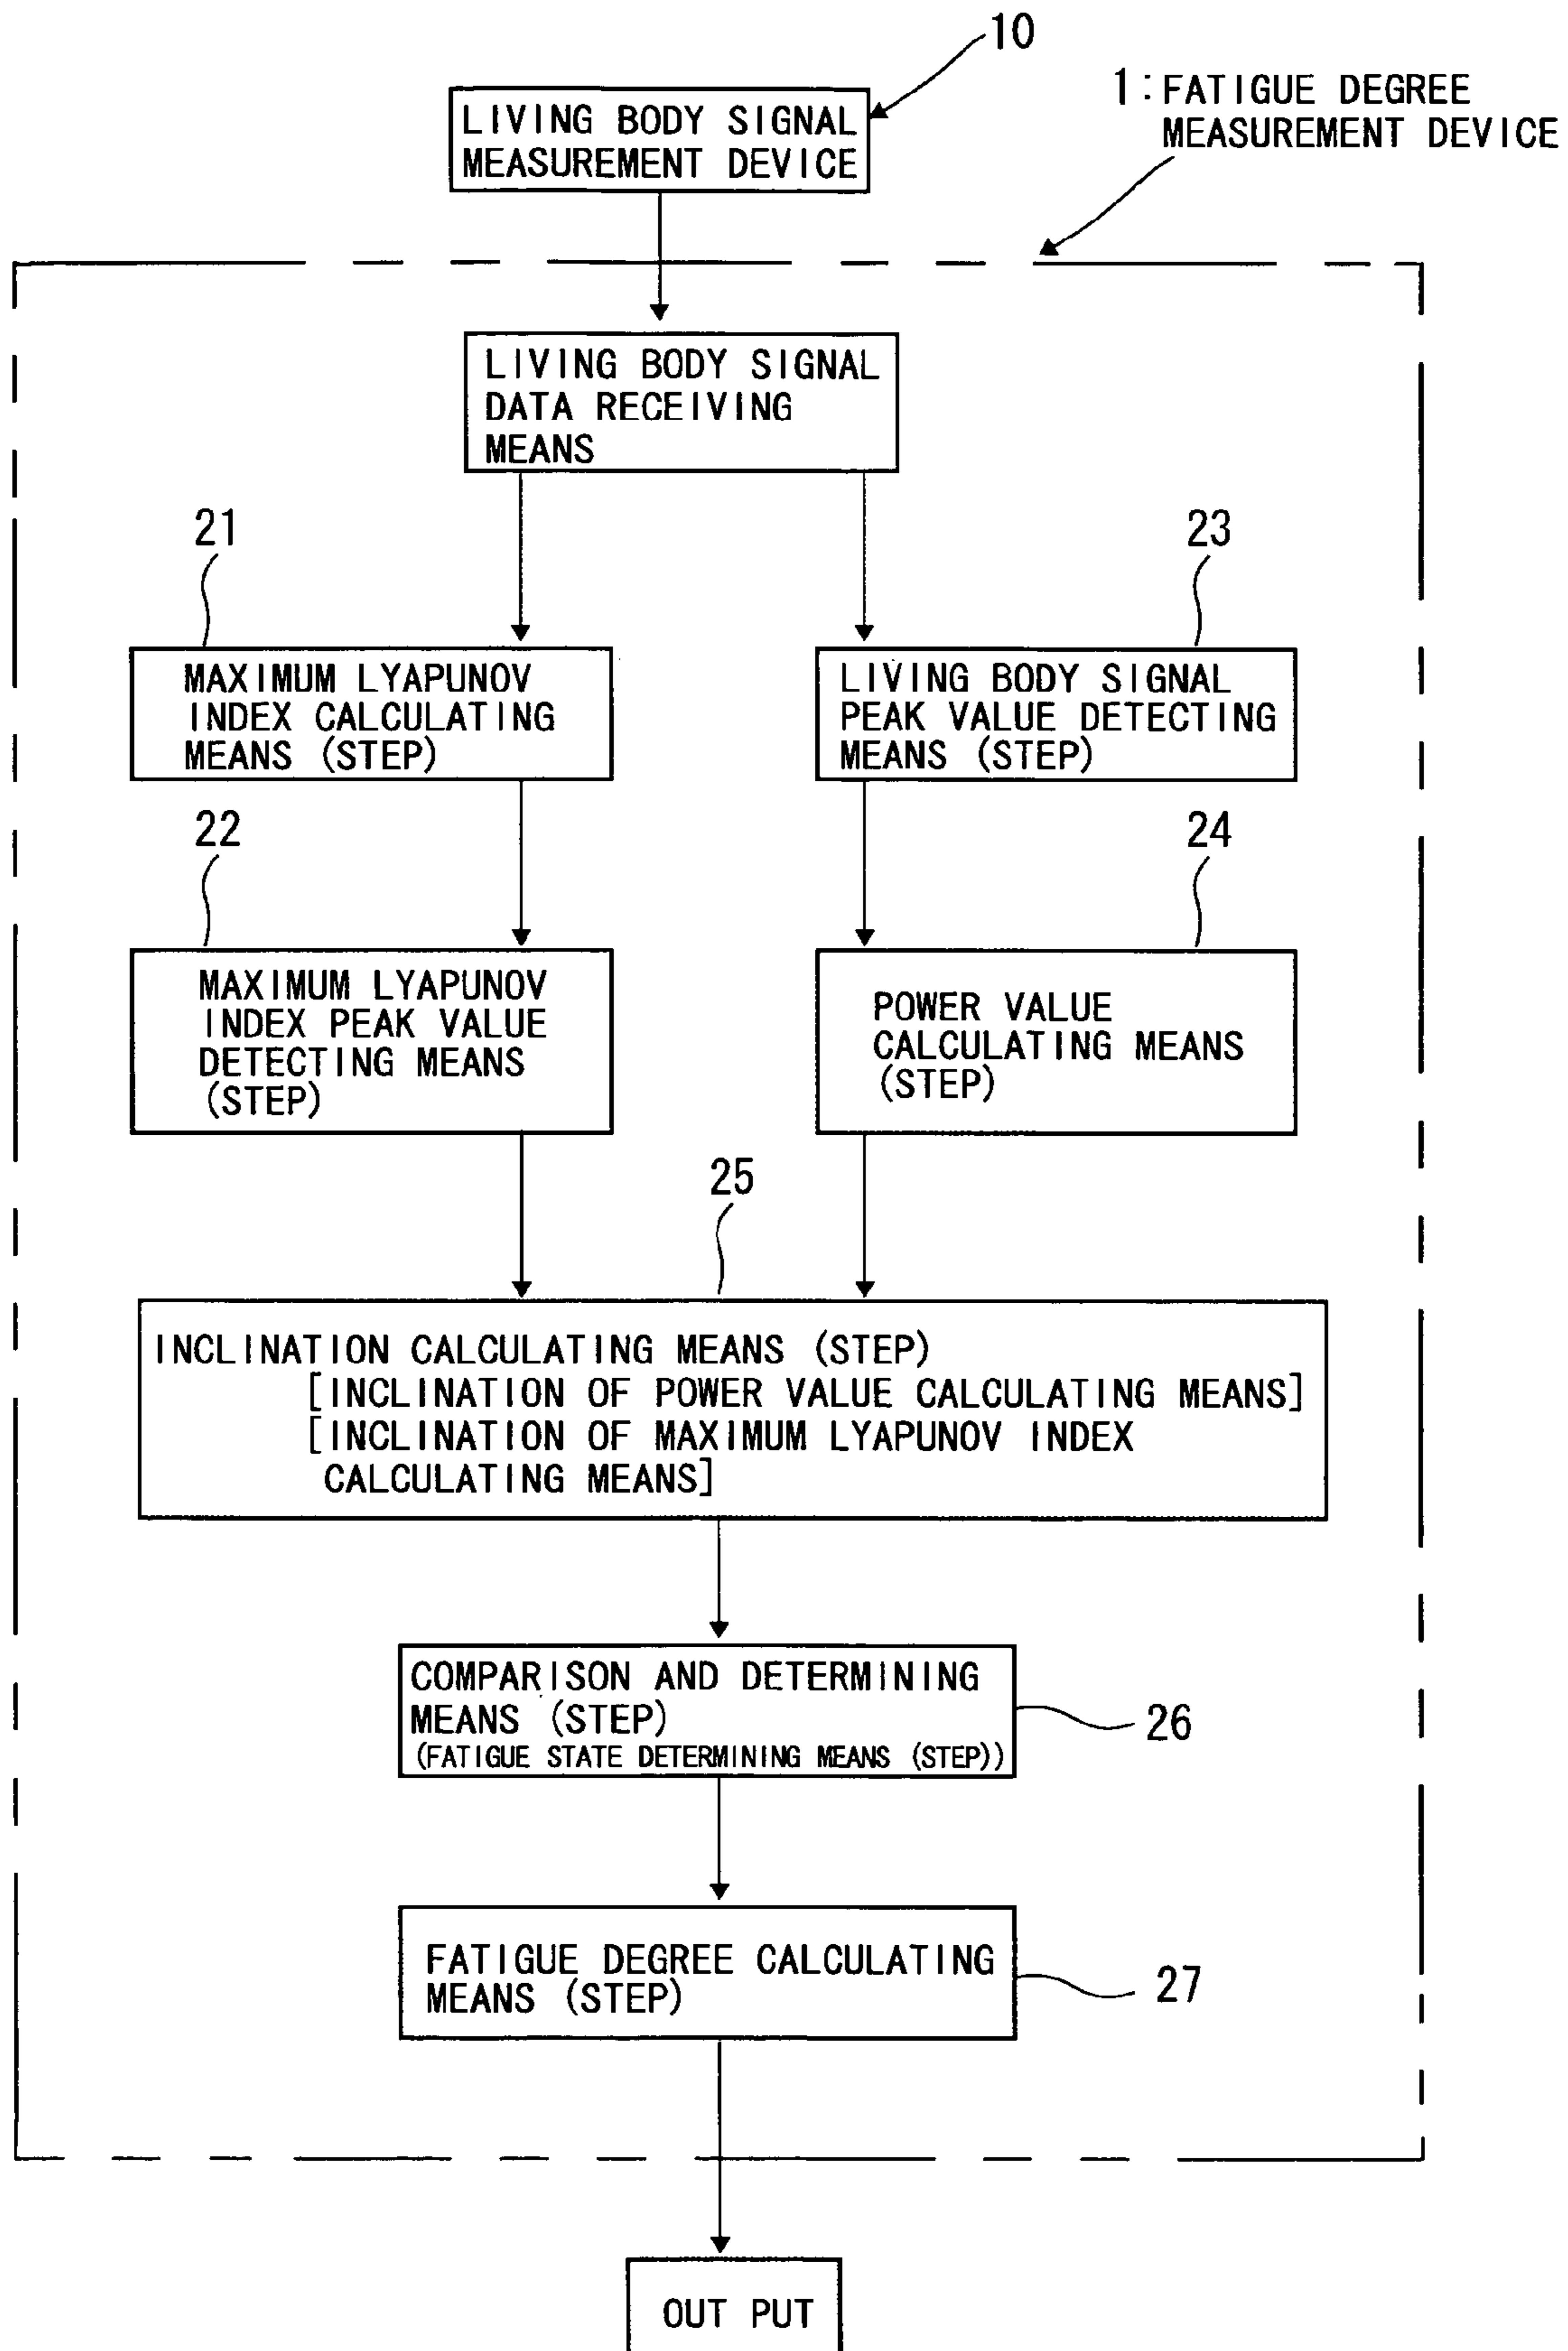 10
LIVING BODY SIGNAL
MEASUREMENT DEVICE
1:FATIGUE DEGREE
MEASUREMENT DEVICE
LIVING BODY SIGNAL
DATA RECEIVING
MEANS
21
MAXIMUM LYAPUNOV
INDEX CALCULATING
MEANS (STEP)
23
LIVING BODY SIGNAL
PEAK VALUE DETECTING
MEANS (STEP)
22
MAXIMUM LYAPUNOV
INDEX PEAK VALUE
DETECTING MEANS
(STEP)
24
POWER VALUE
CALCULATING MEANS
(STEP)
25
INCLINATION CALCULATING MEANS (STEP)
[INCLINATION OF POWER VALUE CALCULATING MEANS]
[INCLINATION OF MAXIMUM LYAPUNOV INDEX
CALCULATING MEANS]
COMPARISON AND DETERMINING
MEANS (STEP)
(FATIGUE STATE DETERMINING MEANS (STEP))
26
FATIGUE DEGREE CALCULATING
MEANS (STEP)
27
OUT PUT